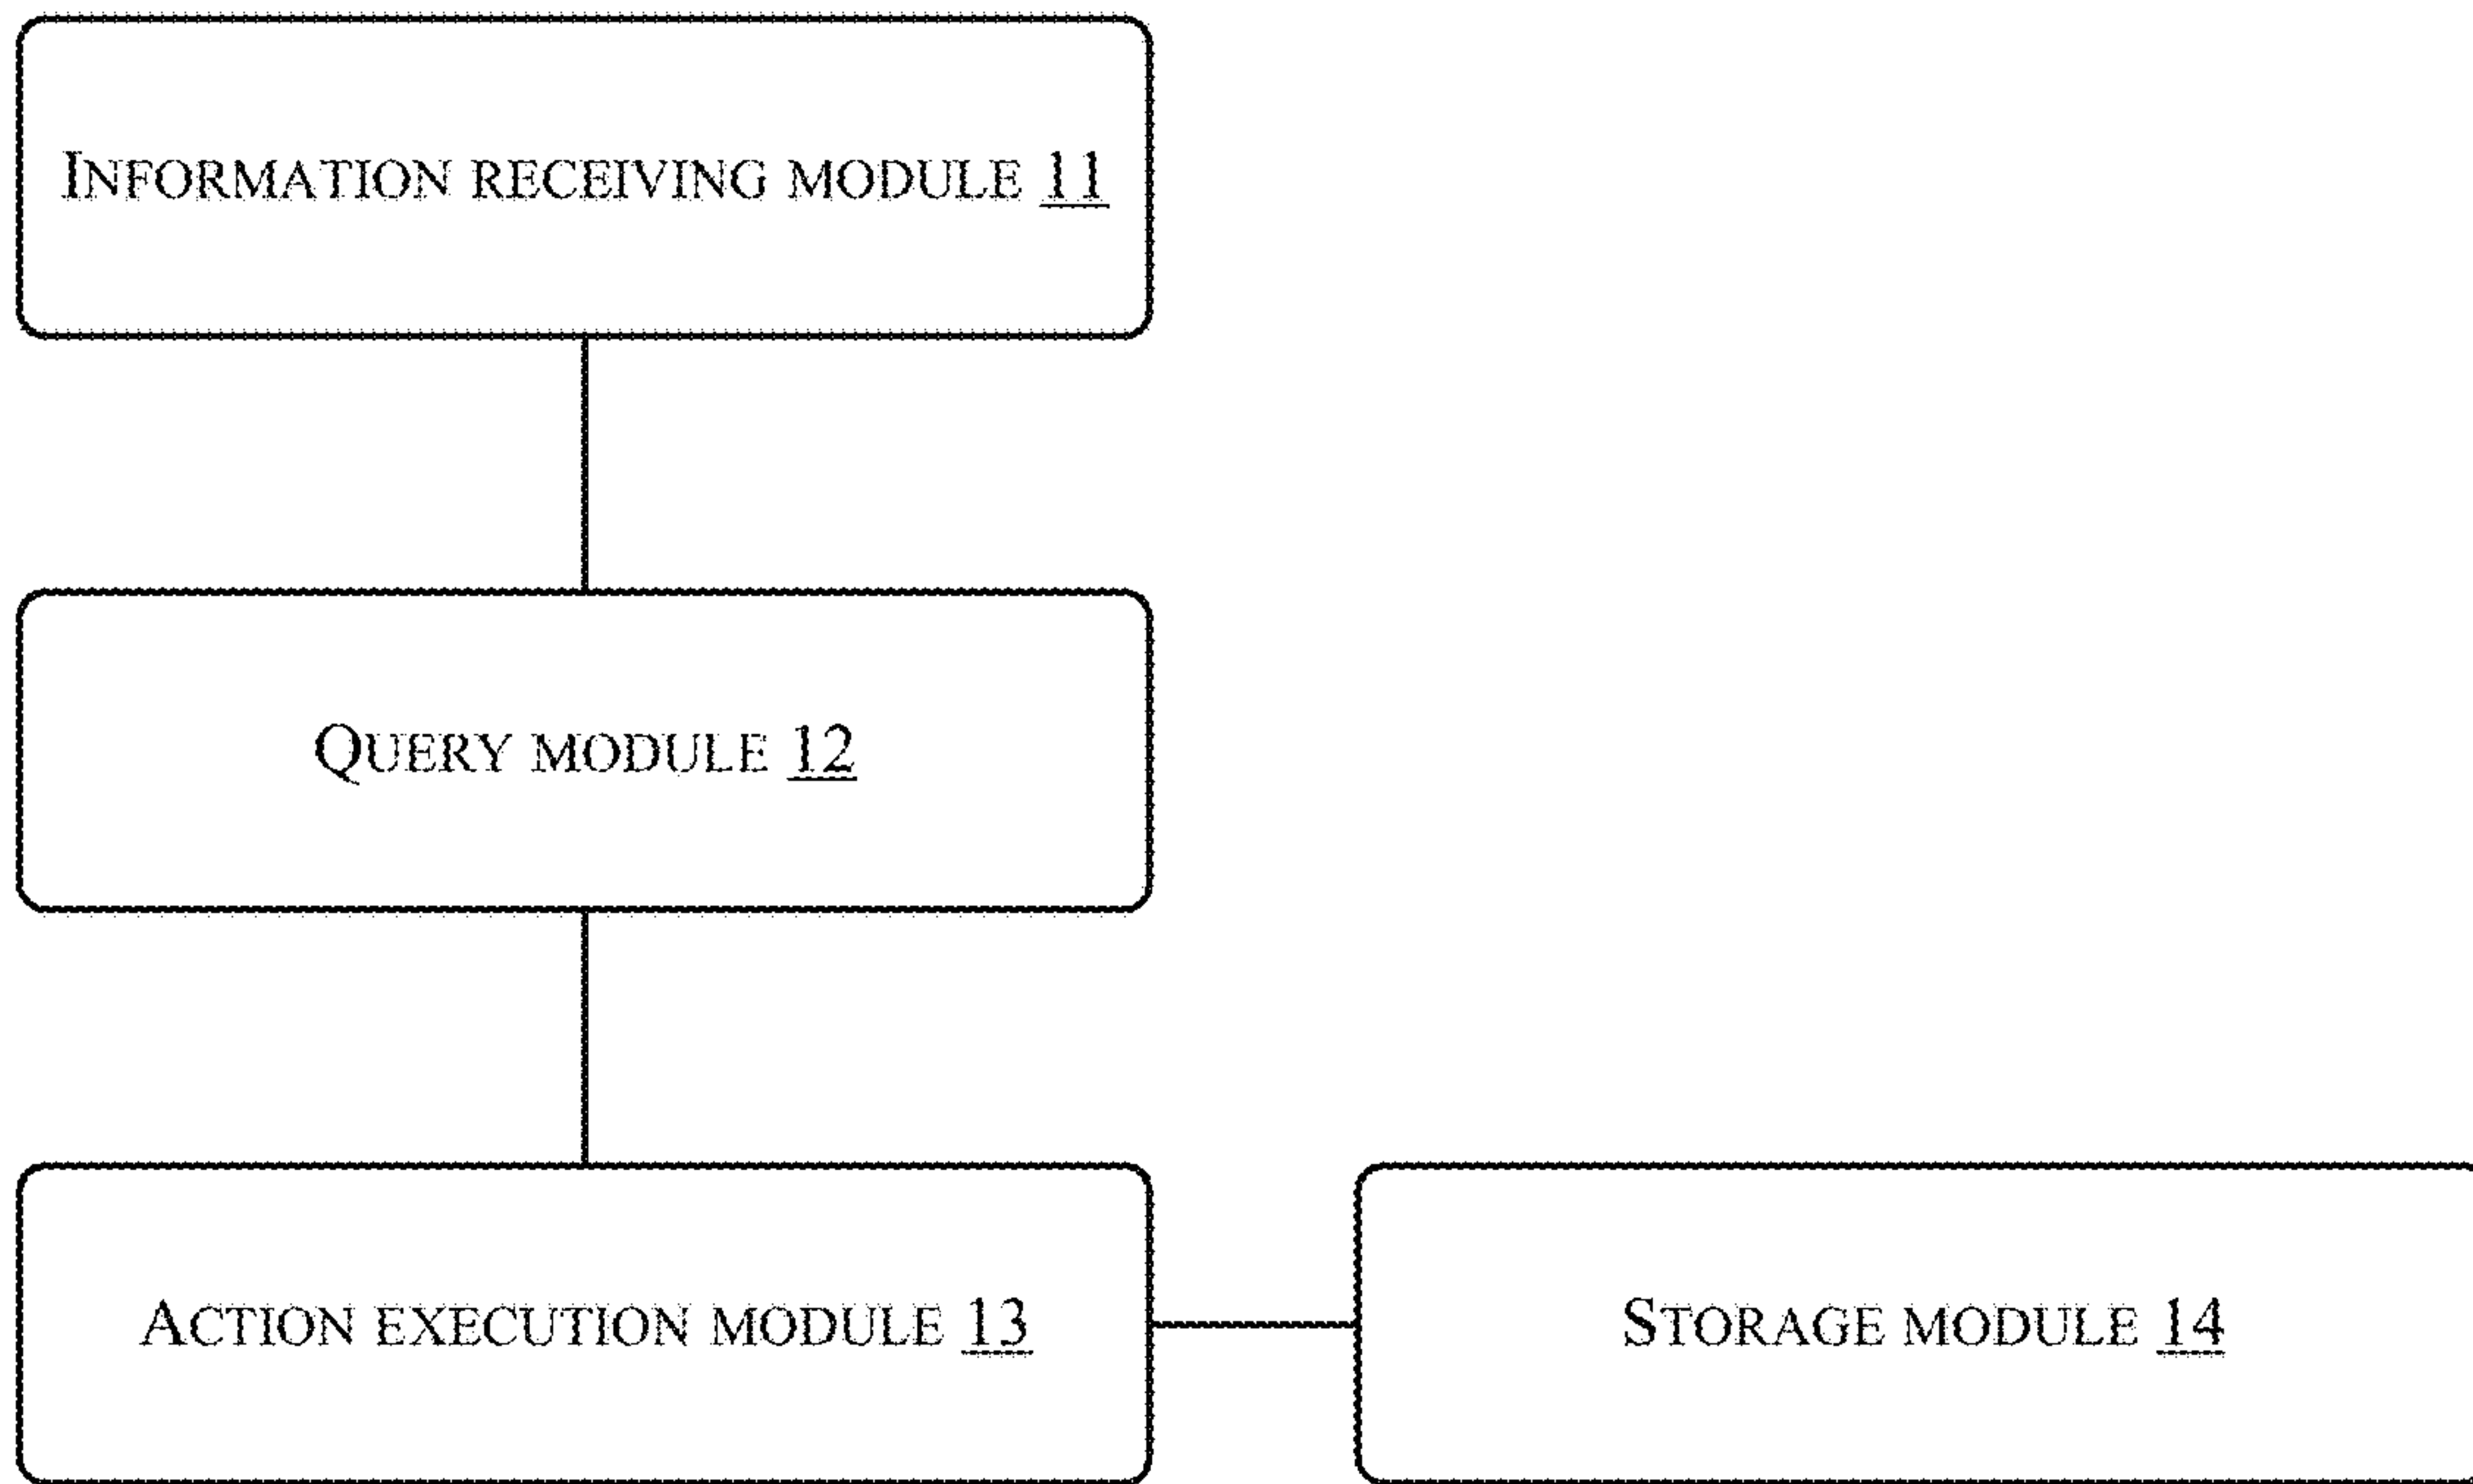 INFORMATION RECEIVING MODULE 11
QUERY MODULE 12
ACTION EXECUTION MODULE 13
STORAGE MODULE 14